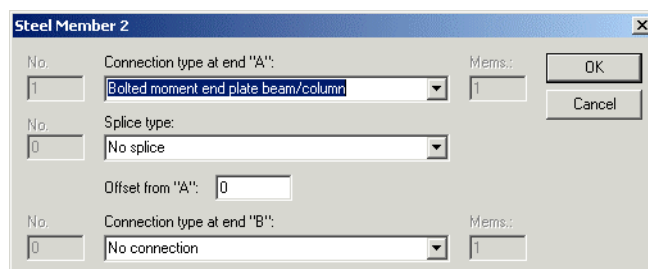 Steel Member 2
No. Connection type at end "A": Mems.: OK
1 Bolted moment end plate beam/column 1
Cancel
No. Splice type:
0 No splice
Offset from "A": 0
No. Connection type at end "B": Mems.:
0 No connection 1